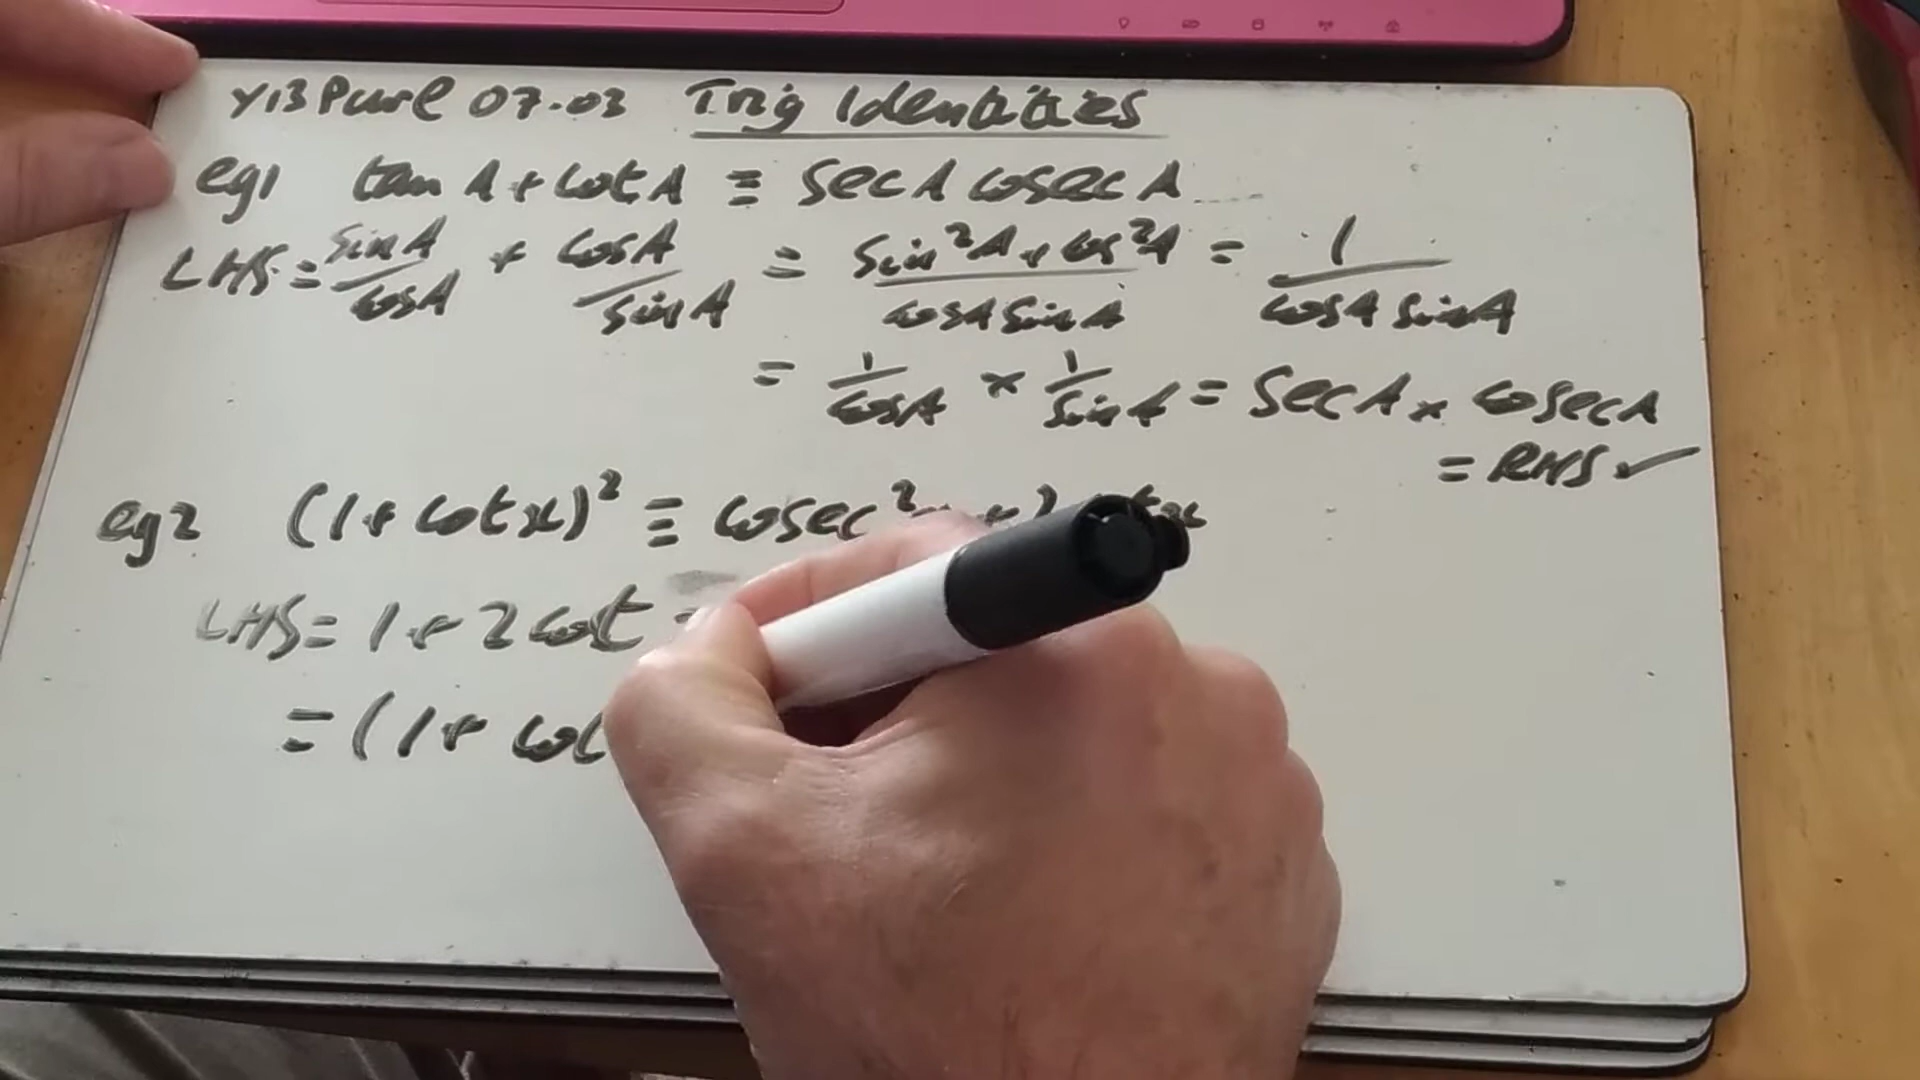 Y13 Pure 07.03 Trig Identities
eg1 tan A + cot A ≡ sec A cosec A
LHS = sin A / cos A + cos A / sin A = sin²A + cos²A / cos A sin A = 1 / cos A sin A
= 1 / cos A × 1 / sin A = sec A × cosec A
= RHS ✓
eg2 (1 + cot x)² ≡ cosec²
LHS = 1 + 2 cot
= (1 + cot